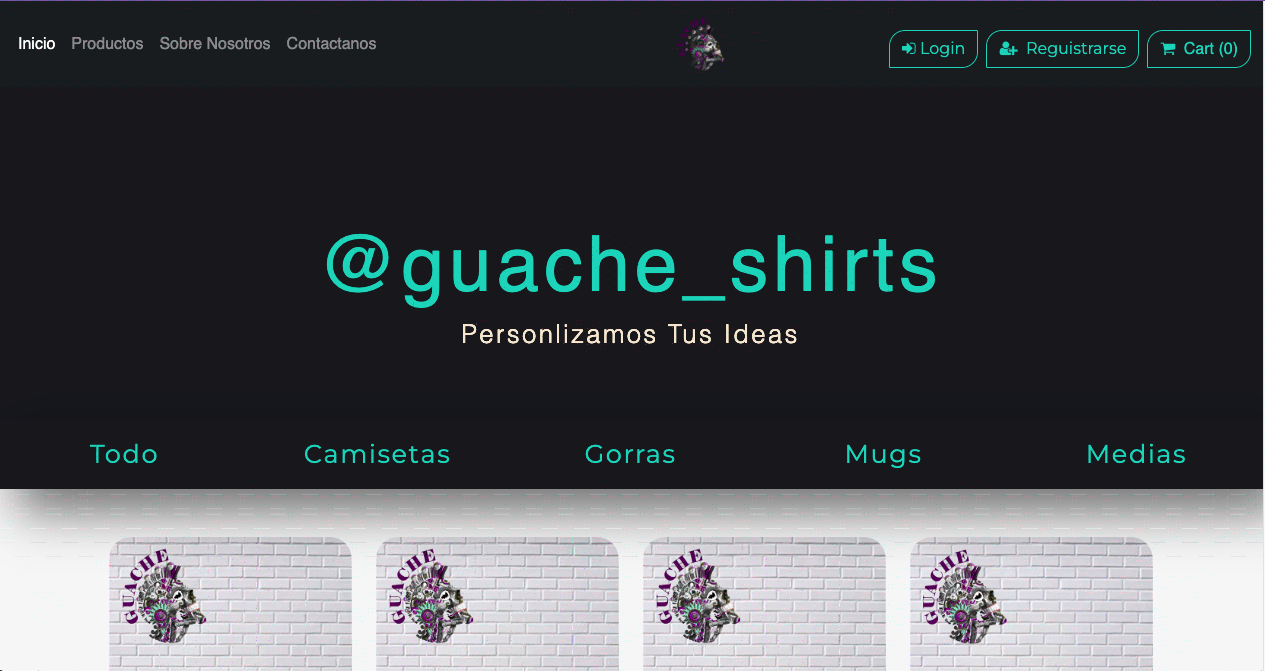 Inicio Productos Sobre Nosotros Contactanos Login Reguistrarse Cart (0)
@guache_shirts
Personlizamos Tus Ideas
Todo Camisetas Gorras Mugs Medias
GUACHE GUACHE GUACHE GUACHE